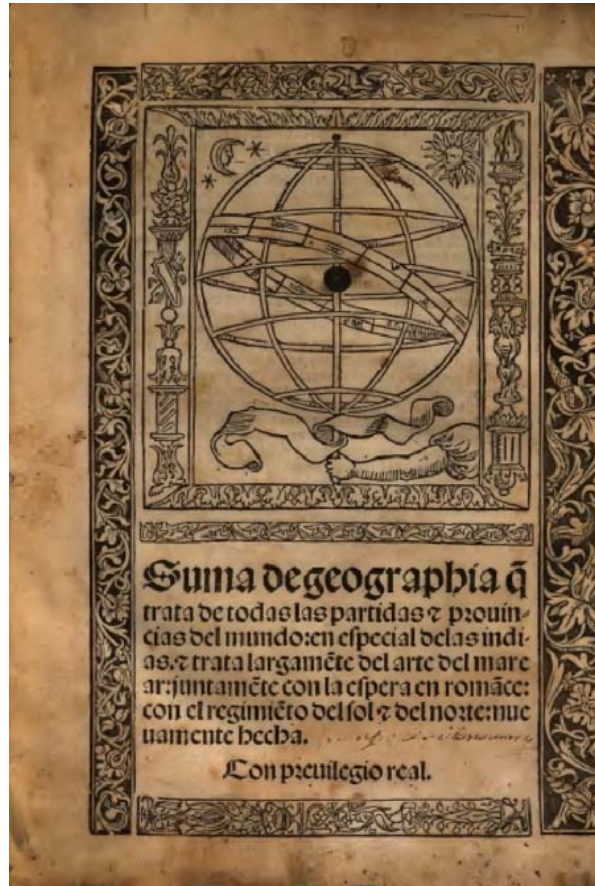 Suma de geographia q̃
trata de todas las partidas ⁊ prouin-
cias del mundo: en especial delas indi-
as. ⁊ trata largamẽte del arte del mare
ar: juntamẽte con la espera en romãce:
con el regimiẽto del sol ⁊ del norte: nue
uamente hecha.
Con preuilegio real.